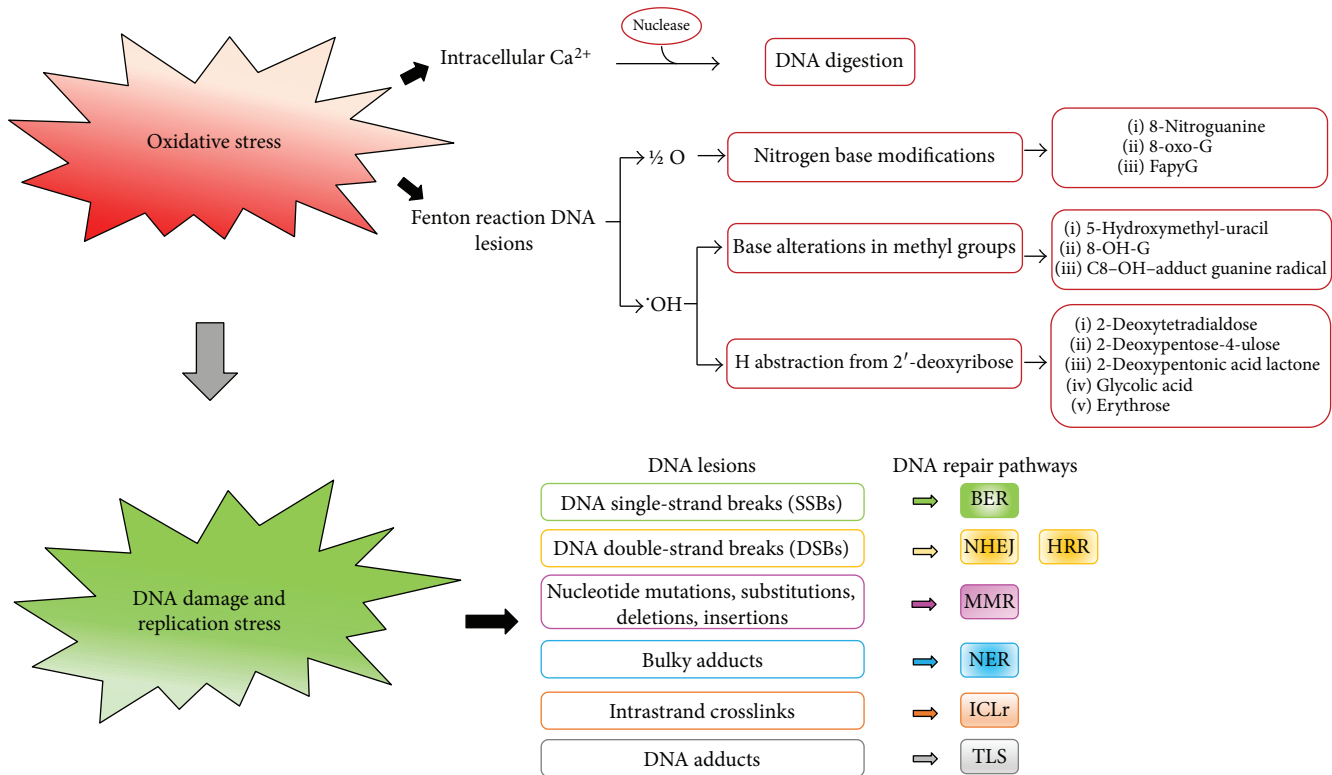 Oxidative stress
Intracellular Ca²⁺
Nuclease
DNA digestion
Fenton reaction DNA
lesions
½ O
Nitrogen base modifications
(i) 8-Nitroguanine
(ii) 8-oxo-G
(iii) FapyG
·OH
Base alterations in methyl groups
(i) 5-Hydroxymethyl-uracil
(ii) 8-OH-G
(iii) C8–OH–adduct guanine radical
H abstraction from 2′-deoxyribose
(i) 2-Deoxytetradialdose
(ii) 2-Deoxypentose-4-ulose
(iii) 2-Deoxypentonic acid lactone
(iv) Glycolic acid
(v) Erythrose
DNA damage and
replication stress
DNA lesions
DNA repair pathways
DNA single-strand breaks (SSBs)
BER
DNA double-strand breaks (DSBs)
NHEJ
HRR
Nucleotide mutations, substitutions,
deletions, insertions
MMR
Bulky adducts
NER
Intrastrand crosslinks
ICLr
DNA adducts
TLS